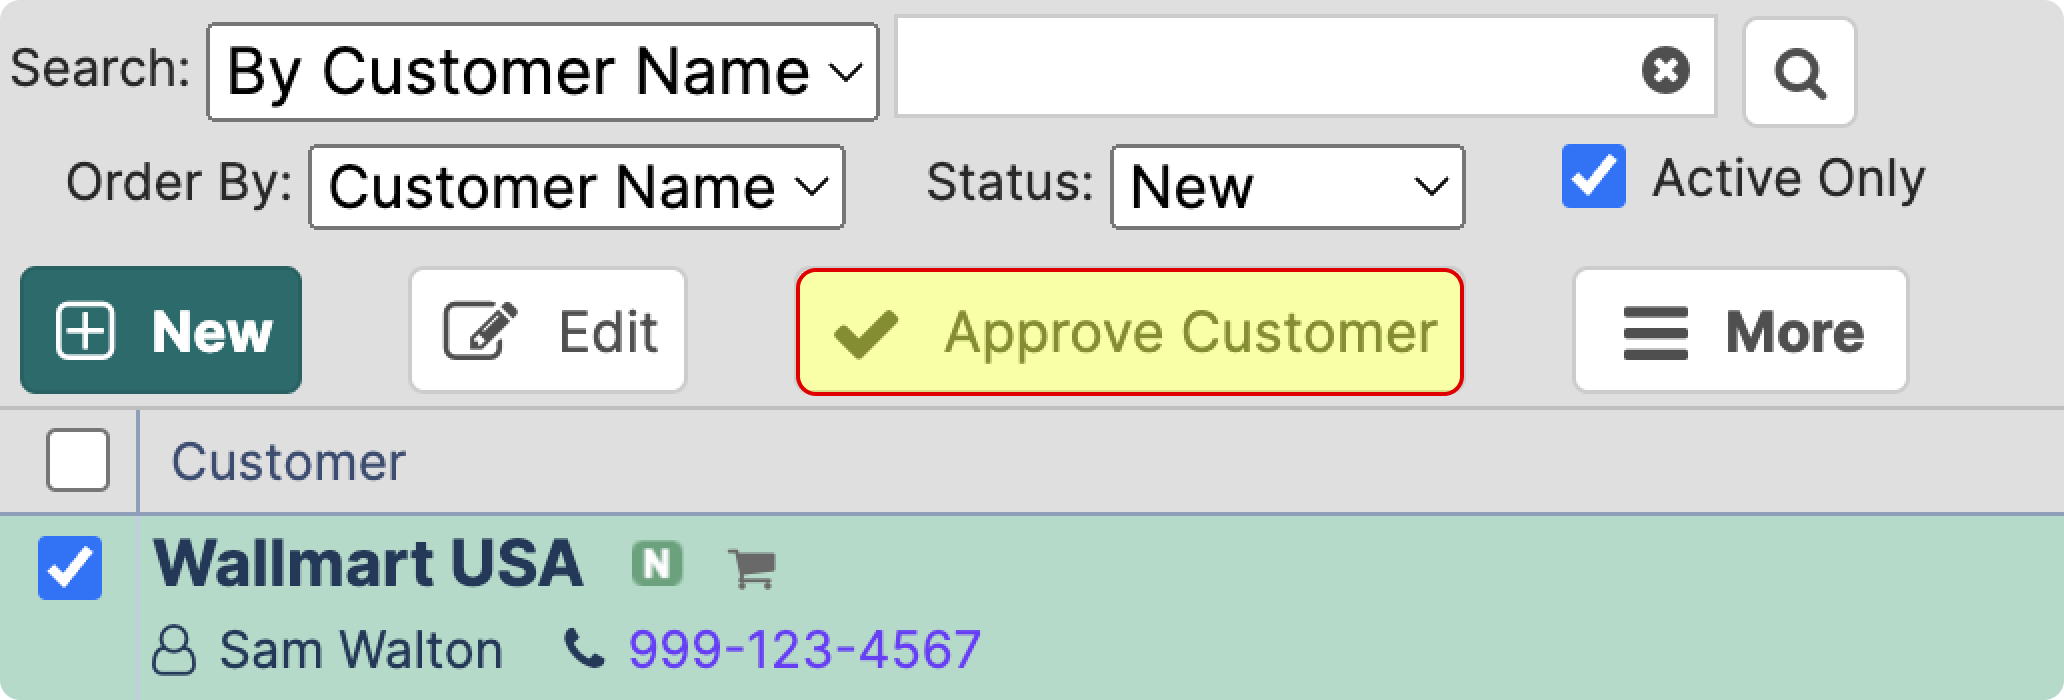 Search: By Customer Name
Order By: Customer Name Status: New Active Only
New Edit Approve Customer More
Customer
Wallmart USA N
Sam Walton 999-123-4567